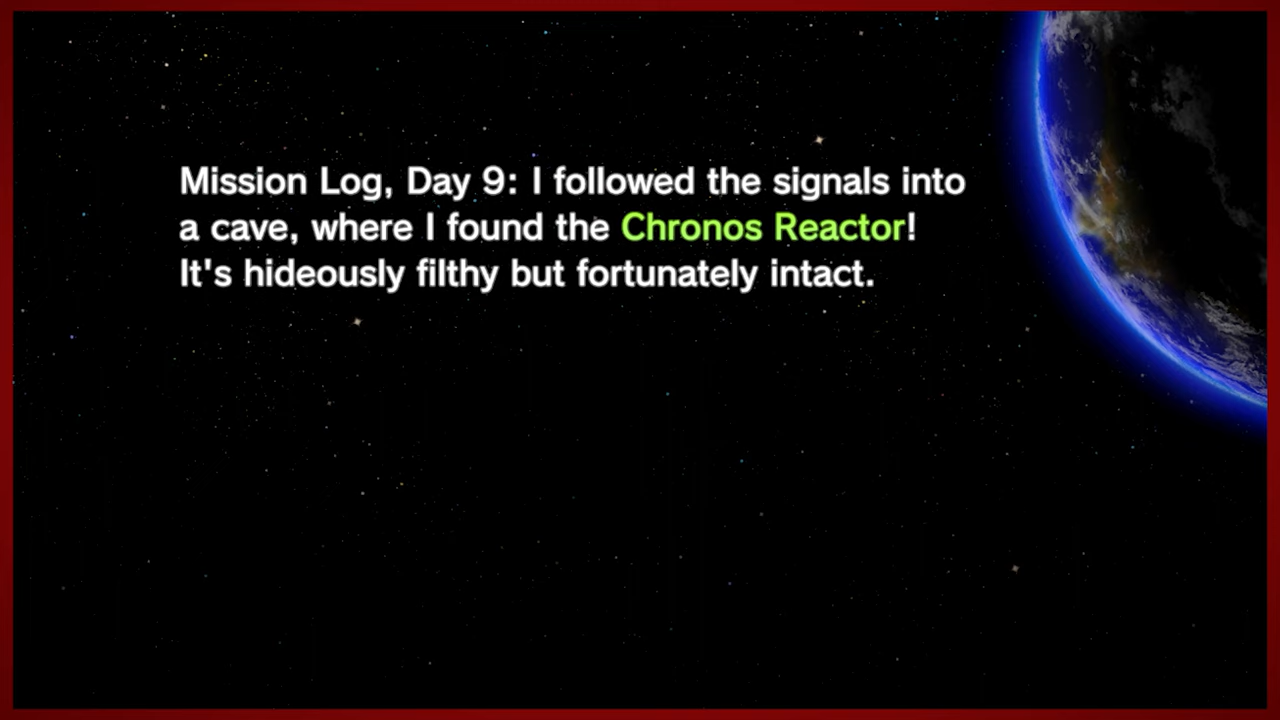 Mission Log, Day 9: I followed the signals into
a cave, where I found the Chronos Reactor!
It's hideously filthy but fortunately intact.